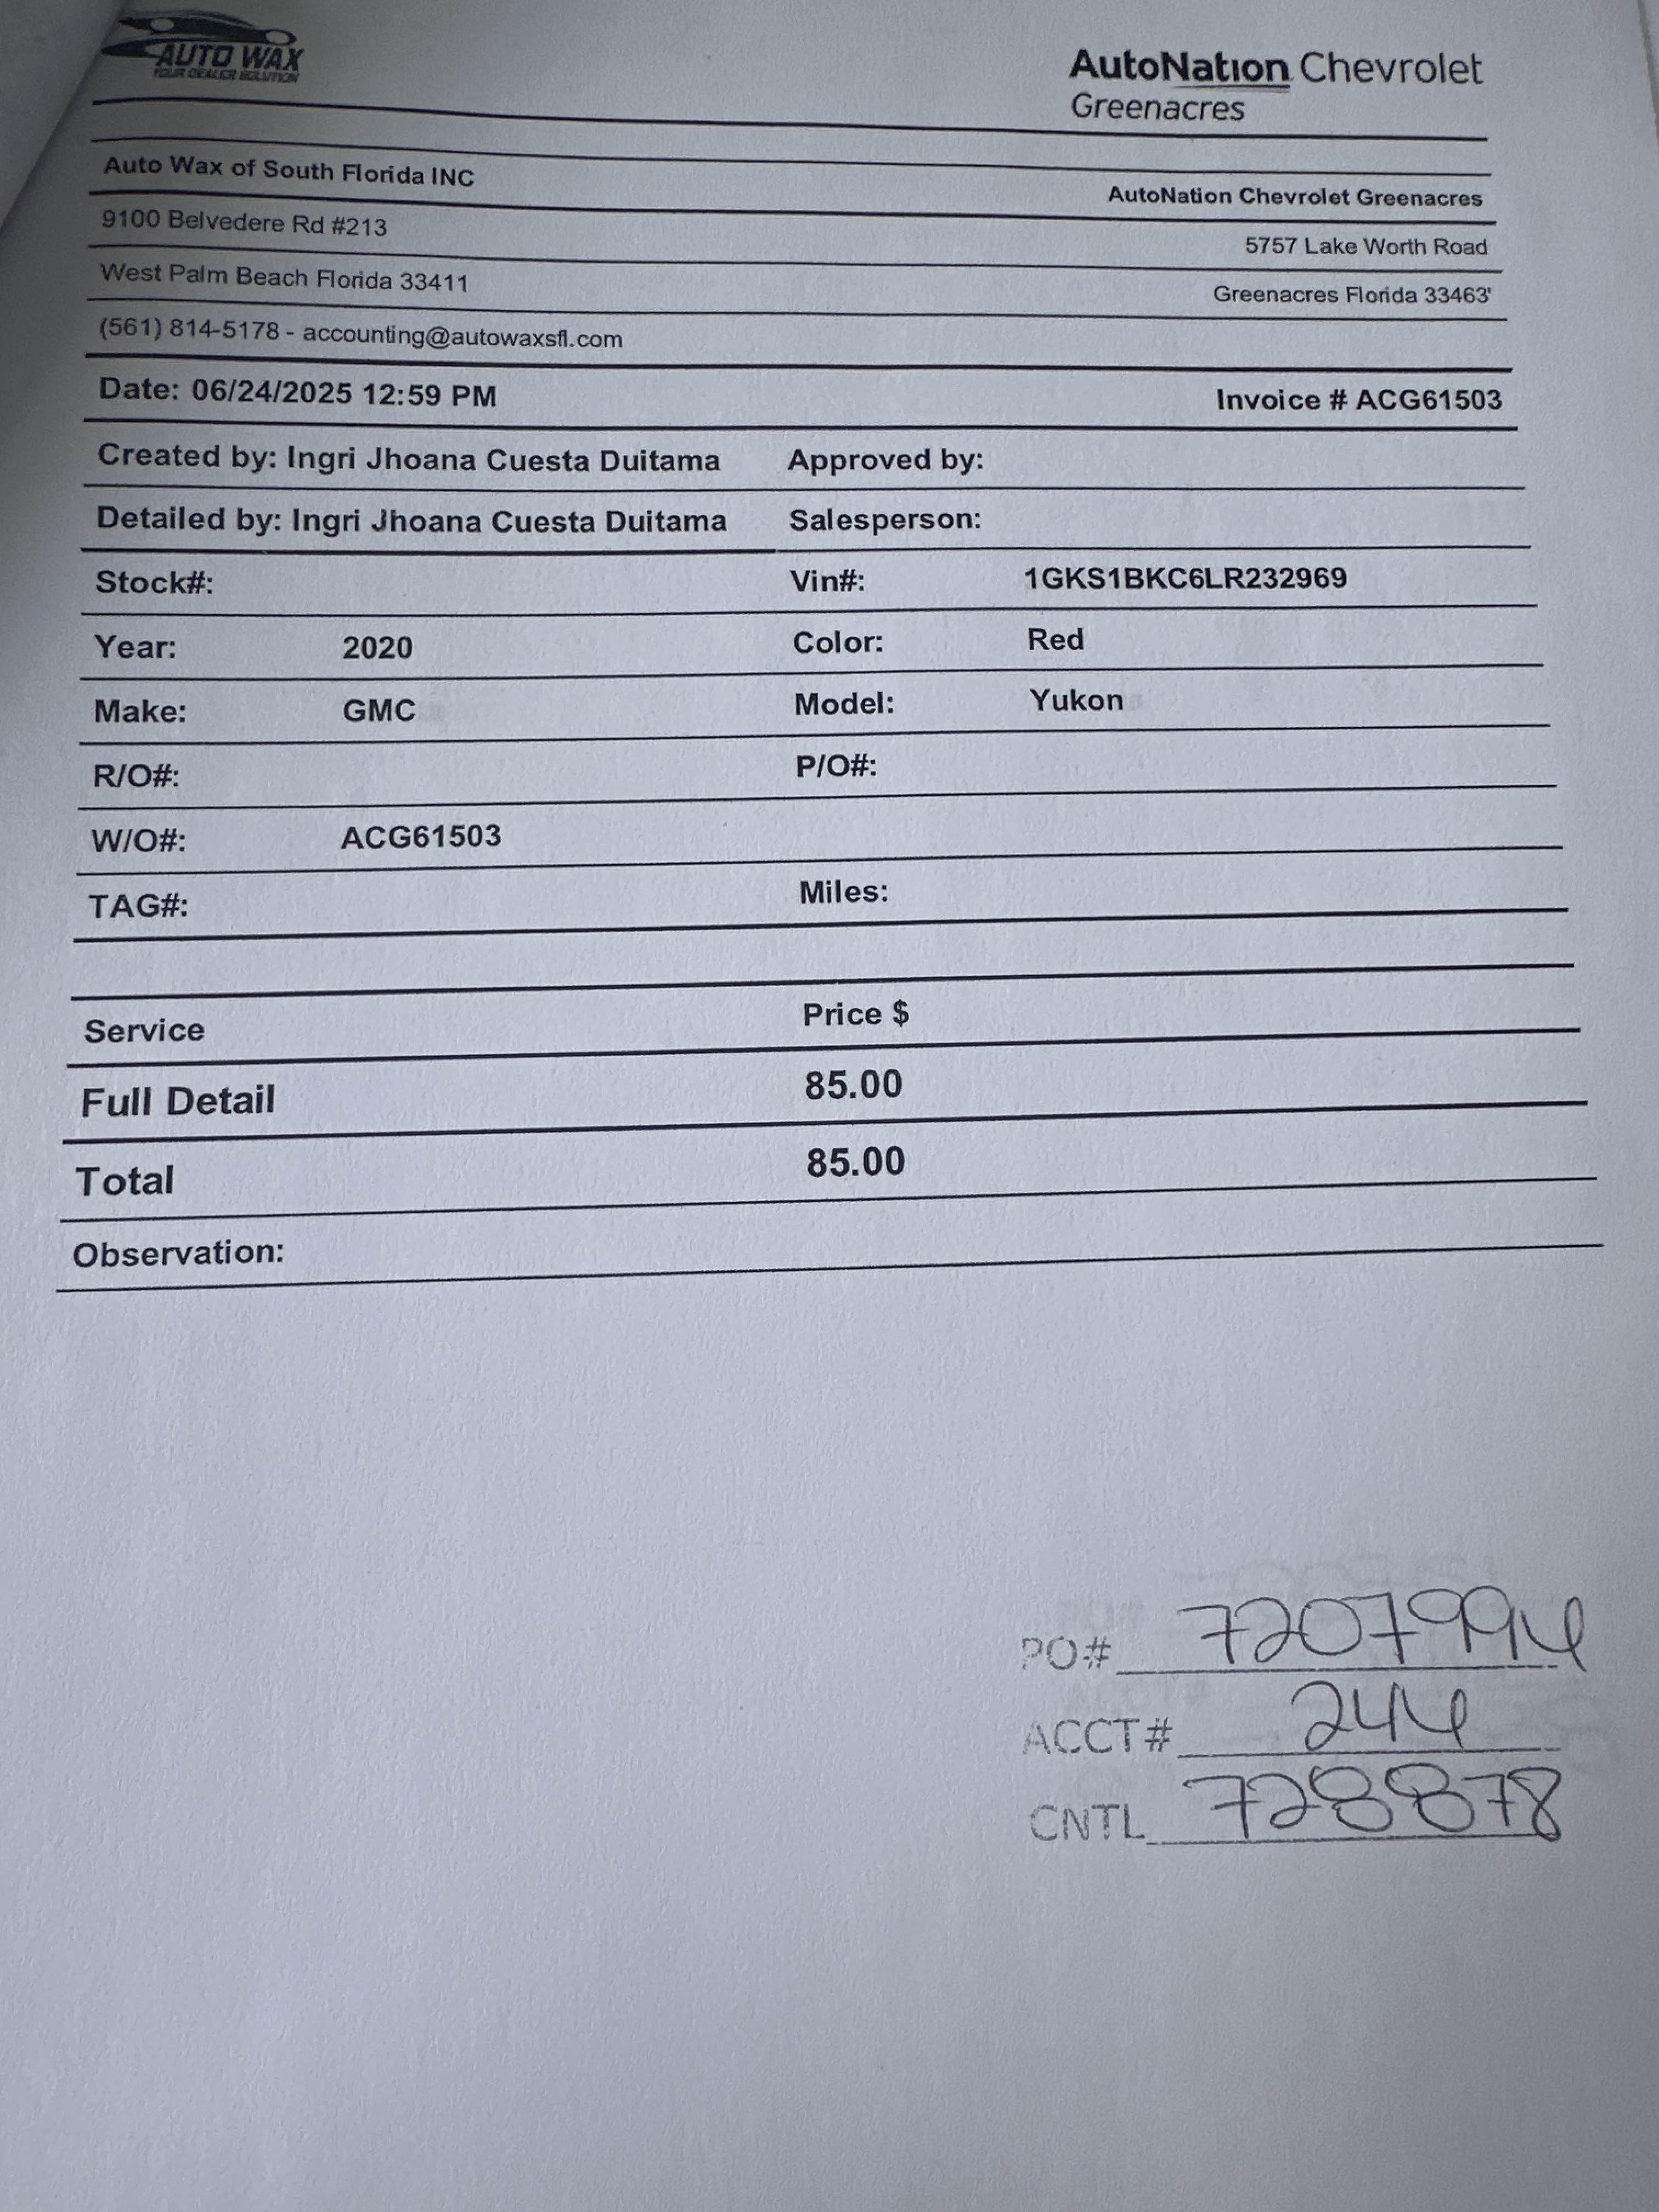 AUTO WAX
YOUR DEALER SOLUTION
AutoNation Chevrolet
Greenacres
Auto Wax of South Florida INC
AutoNation Chevrolet Greenacres
9100 Belvedere Rd #213
5757 Lake Worth Road
West Palm Beach Florida 33411
Greenacres Florida 33463'
(561) 814-5178 - accounting@autowaxsfl.com
Date: 06/24/2025 12:59 PM Invoice # ACG61503
Created by: Ingri Jhoana Cuesta Duitama Approved by:
Detailed by: Ingri Jhoana Cuesta Duitama Salesperson:
Stock#: Vin#: 1GKS1BKC6LR232969
Year: 2020 Color: Red
Make: GMC Model: Yukon
R/O#: P/O#:
W/O#: ACG61503
TAG#: Miles:
Service Price $
Full Detail 85.00
Total 85.00
Observation:
PO# 7207994
ACCT# 244
CNTL 728878